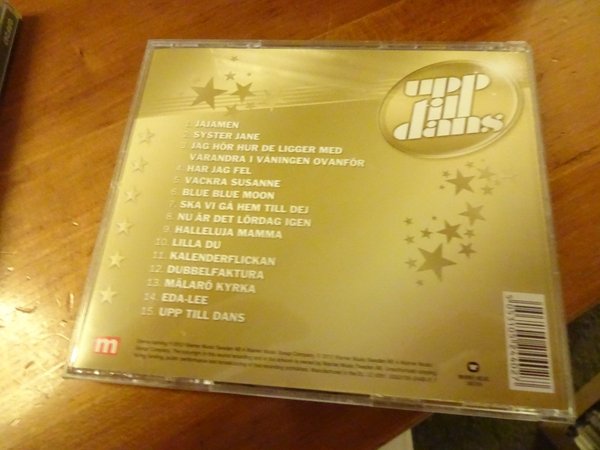 upp
till
dans
1. JAJAMEN
2. SYSTER JANE
3. JAG HÖR HUR DE LIGGER MED
VARANDRA I VÅNINGEN OVANFÖR
4. HAR JAG FEL
5. VACKRA SUSANNE
6. BLUE BLUE MOON
7. SKA VI GÅ HEM TILL DEJ
8. NU ÄR DET LÖRDAG IGEN
9. HALLELUJA MAMMA
10. LILLA DU
11. KALENDERFLICKAN
12. DUBBELFAKTURA
13. MÄLARÖ KYRKA
14. EDA-LEE
15. UPP TILL DANS
m